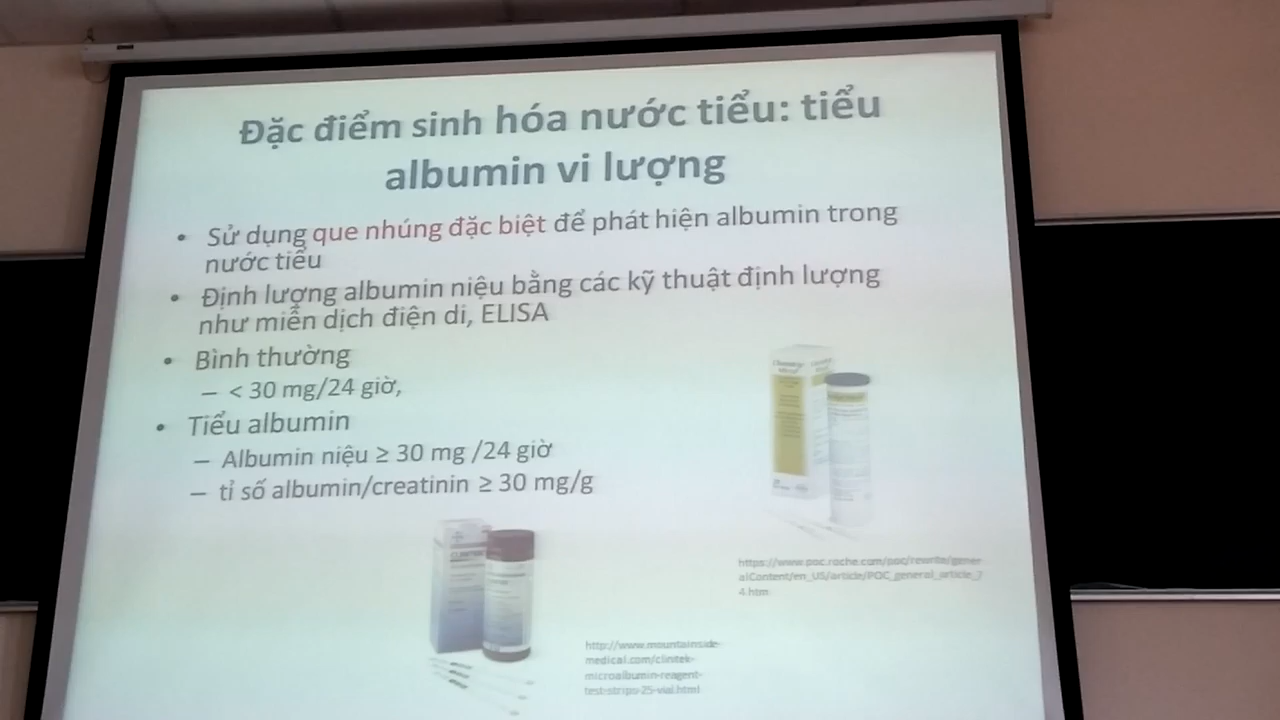 Đặc điểm sinh hóa nước tiểu: tiểu
albumin vi lượng
• Sử dụng que nhúng đặc biệt để phát hiện albumin trong
nước tiểu
• Định lượng albumin niệu bằng các kỹ thuật định lượng
như miễn dịch điện di, ELISA
• Bình thường
– < 30 mg/24 giờ,
• Tiểu albumin
– Albumin niệu ≥ 30 mg /24 giờ
– tỉ số albumin/creatinin ≥ 30 mg/g
https://www.poc.roche.com/poc/rewrite/gener
alContent/en_US/article/POC_general_article_7
4.htm
http://www.mountainside-
medical.com/clinitek-
microalbumin-reagent-
test-strips-25-vial.html